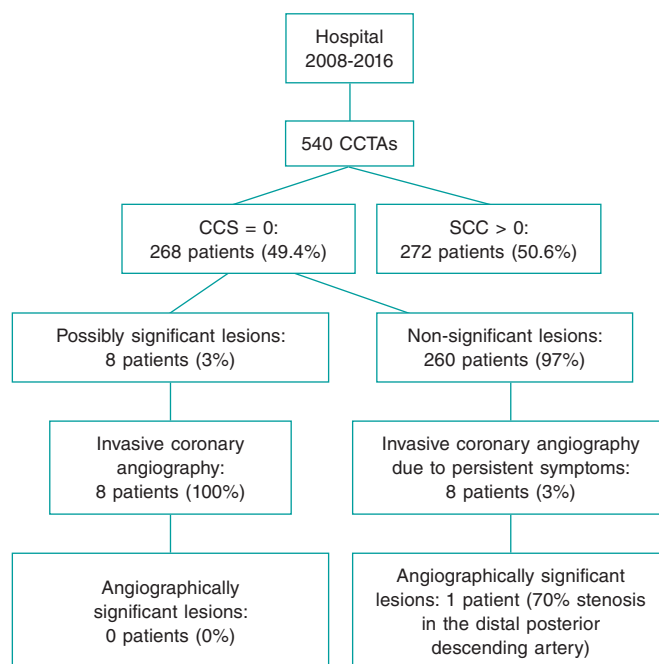 Hospital
2008-2016
540 CCTAs
CCS = 0:
268 patients (49.4%)
SCC > 0:
272 patients (50.6%)
Possibly significant lesions:
8 patients (3%)
Non-significant lesions:
260 patients (97%)
Invasive coronary
angiography:
8 patients (100%)
Invasive coronary angiography
due to persistent symptoms:
8 patients (3%)
Angiographically
significant lesions:
0 patients (0%)
Angiographically significant
lesions: 1 patient (70% stenosis
in the distal posterior
descending artery)